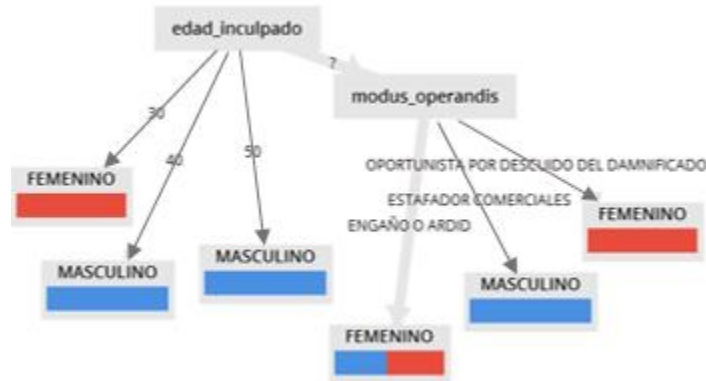 edad_inculpado
?
modus_operandis
30
40
50
OPORTUNISTA POR DESCUIDO DEL DAMNIFICADO
FEMENINO
ESTAFADOR COMERCIALES
FEMENINO
ENGAÑO O ARDID
MASCULINO
MASCULINO
MASCULINO
FEMENINO